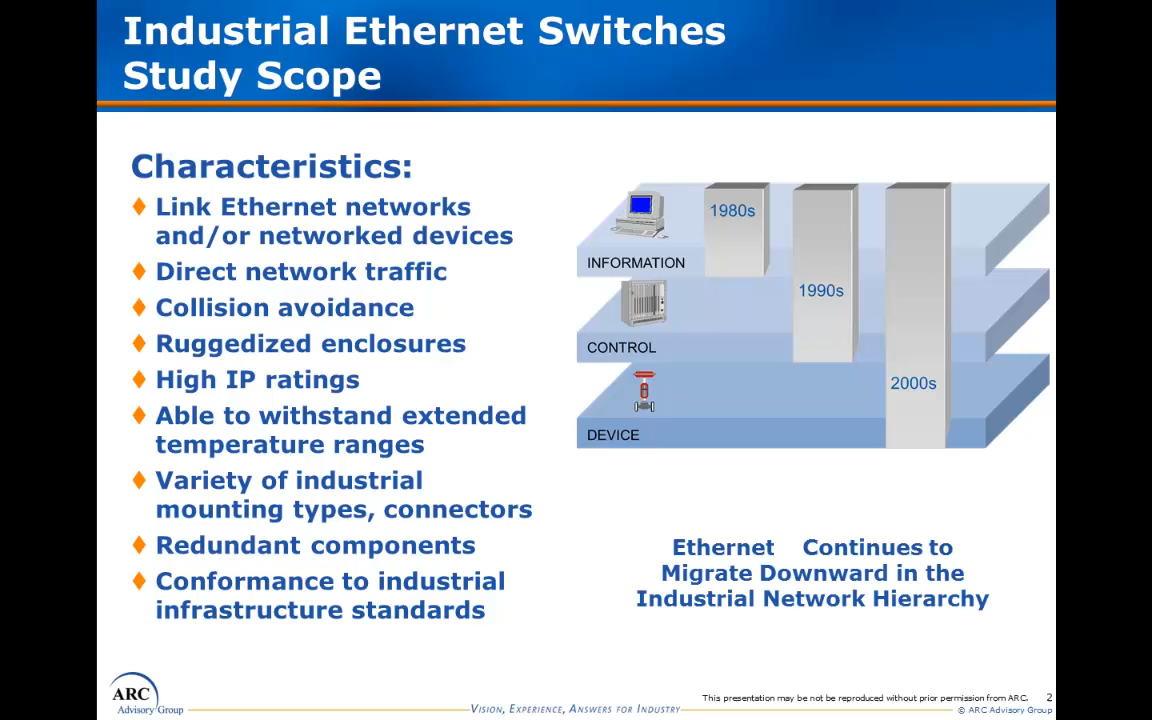 Industrial Ethernet Switches
Study Scope
Characteristics:
Link Ethernet networks
and/or networked devices
Direct network traffic
Collision avoidance
Ruggedized enclosures
High IP ratings
Able to withstand extended
temperature ranges
Variety of industrial
mounting types, connectors
Redundant components
Conformance to industrial
infrastructure standards
1980s
INFORMATION
1990s
CONTROL
2000s
DEVICE
Ethernet Continues to
Migrate Downward in the
Industrial Network Hierarchy
ARC
Advisory Group
VISION, EXPERIENCE, ANSWERS FOR INDUSTRY
This presentation may be not be reproduced without prior permission from ARC. 2
© ARC Advisory Group